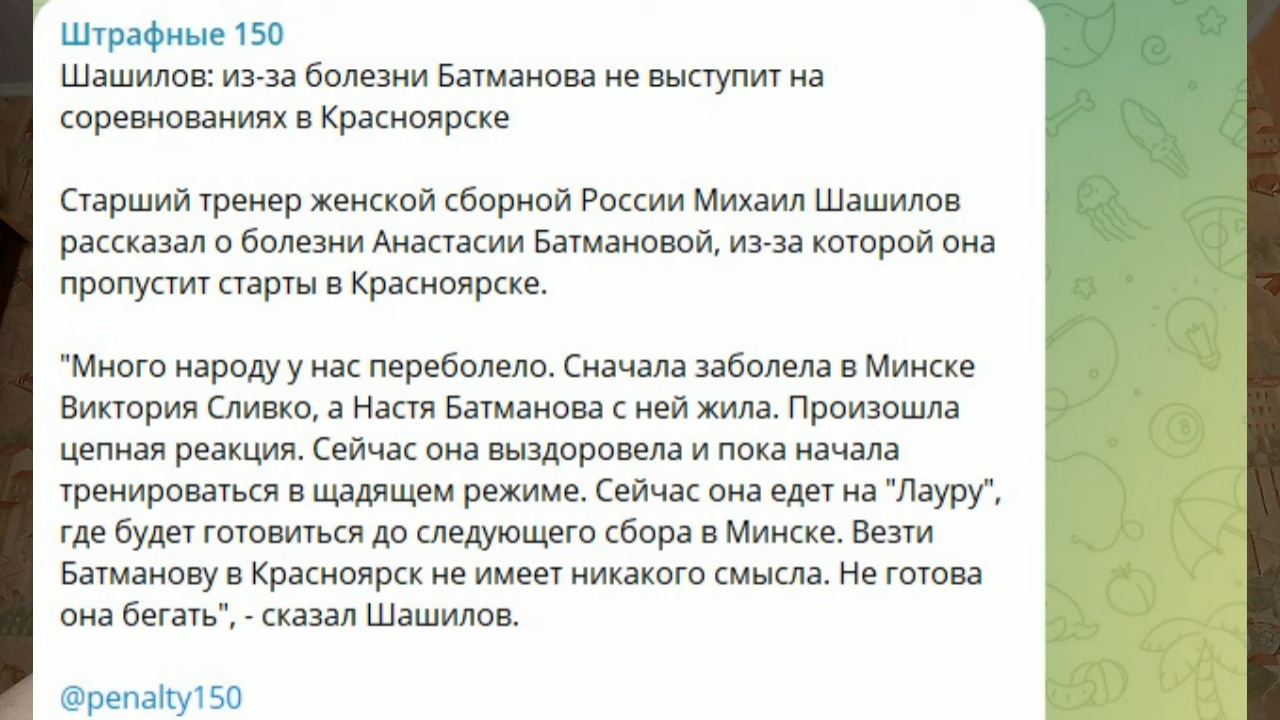 Штрафные 150
Шашилов: из-за болезни Батманова не выступит на
соревнованиях в Красноярске
Старший тренер женской сборной России Михаил Шашилов
рассказал о болезни Анастасии Батмановой, из-за которой она
пропустит старты в Красноярске.
"Много народу у нас переболело. Сначала заболела в Минске
Виктория Сливко, а Настя Батманова с ней жила. Произошла
цепная реакция. Сейчас она выздоровела и пока начала
тренироваться в щадящем режиме. Сейчас она едет на "Лауру",
где будет готовиться до следующего сбора в Минске. Везти
Батманову в Красноярск не имеет никакого смысла. Не готова
она бегать", - сказал Шашилов.
@penalty150